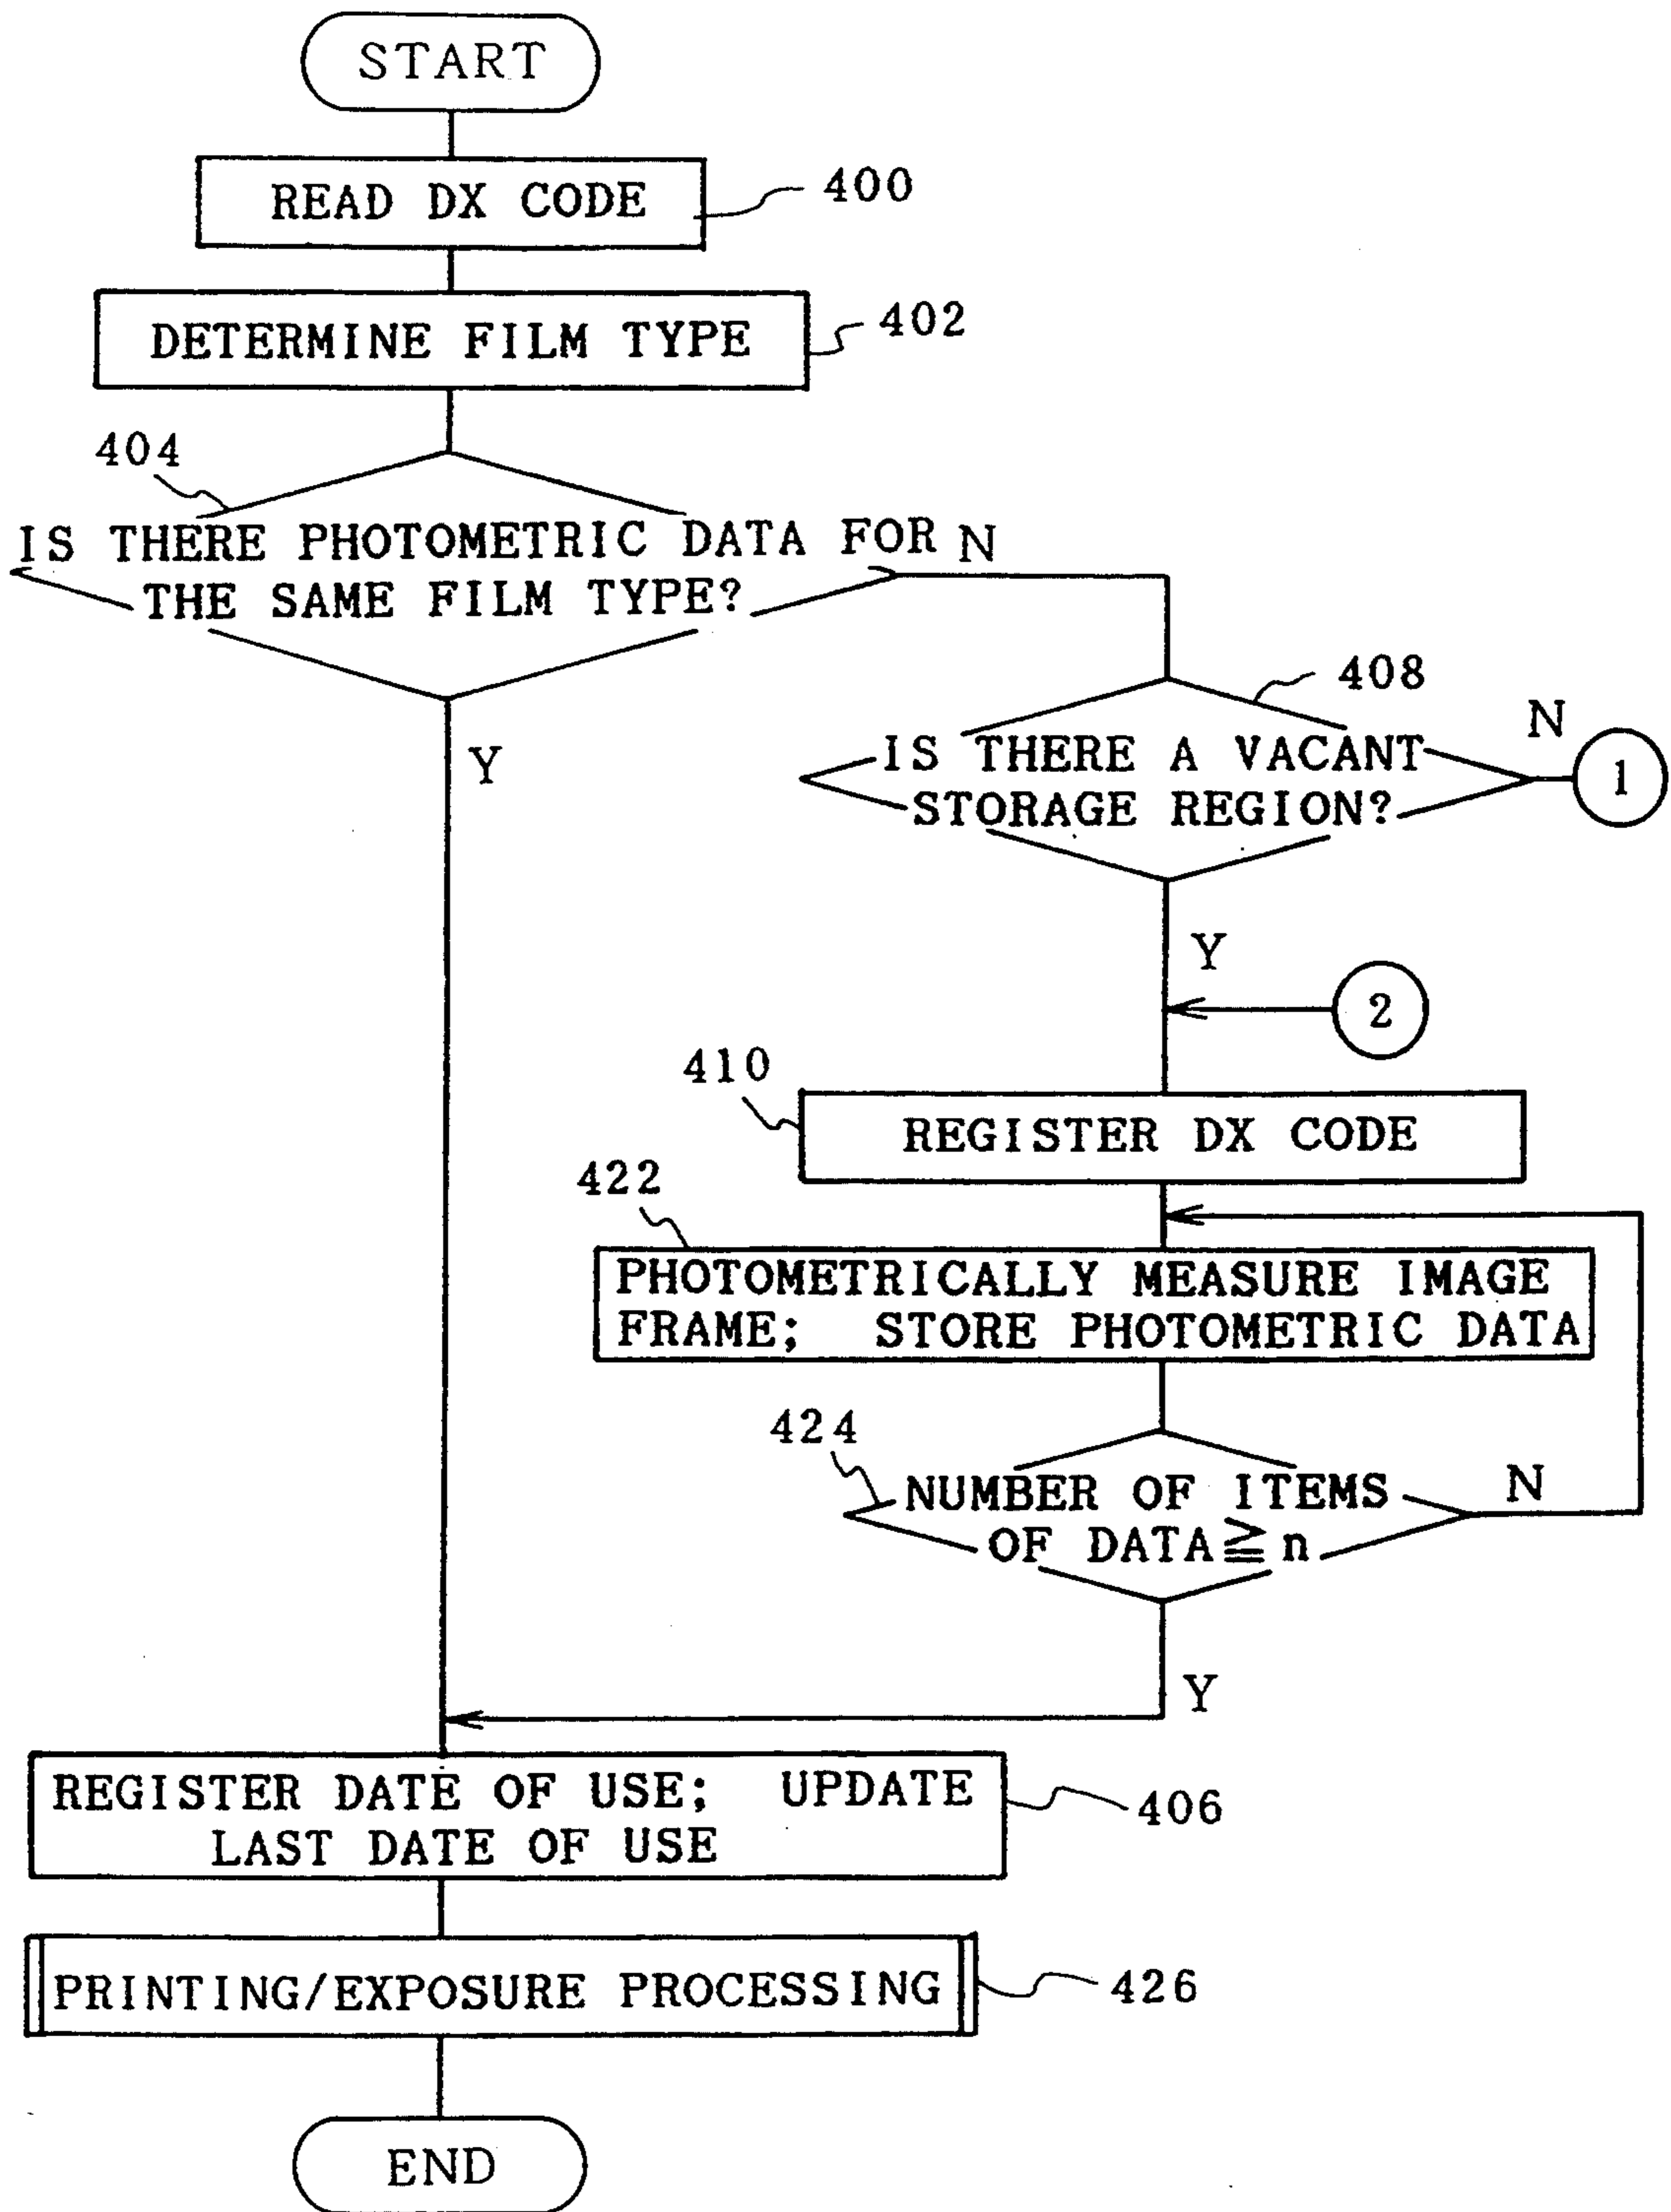 START
READ DX CODE
400
DETERMINE FILM TYPE
402
404
IS THERE PHOTOMETRIC DATA FOR
THE SAME FILM TYPE?
N
Y
408
IS THERE A VACANT
STORAGE REGION?
N
1
Y
2
410
REGISTER DX CODE
422
PHOTOMETRICALLY MEASURE IMAGE
FRAME; STORE PHOTOMETRIC DATA
424
NUMBER OF ITEMS
OF DATA≧n
N
Y
REGISTER DATE OF USE; UPDATE
LAST DATE OF USE
406
PRINTING/EXPOSURE PROCESSING
426
END